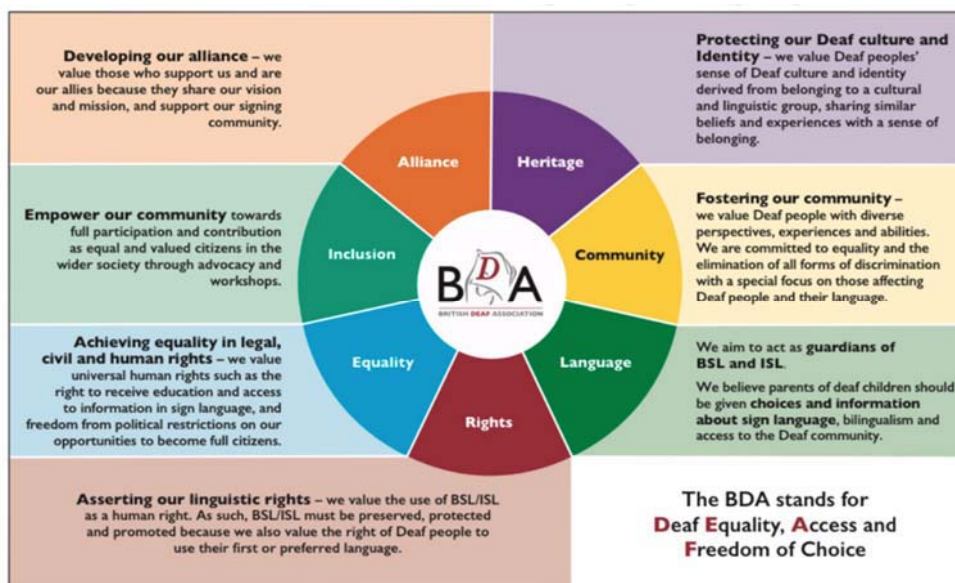 Developing our alliance – we
value those who support us and are
our allies because they share our vision
and mission, and support our signing
community.
Protecting our Deaf culture and
Identity – we value Deaf peoples'
sense of Deaf culture and identity
derived from belonging to a cultural
and linguistic group, sharing similar
beliefs and experiences with a sense of
belonging.
Alliance
Heritage
Empower our community towards
full participation and contribution
as equal and valued citizens in the
wider society through advocacy and
workshops.
Inclusion
Community
Fostering our community –
we value Deaf people with diverse
perspectives, experiences and abilities.
We are committed to equality and the
elimination of all forms of discrimination
with a special focus on those affecting
Deaf people and their language.
BDA
BRITISH DEAF ASSOCIATION
Achieving equality in legal,
civil and human rights – we value
universal human rights such as the
right to receive education and access
to information in sign language, and
freedom from political restrictions on our
opportunities to become full citizens.
Equality
Language
We aim to act as guardians of
BSL and ISL.
We believe parents of deaf children should
be given choices and information
about sign language, bilingualism and
access to the Deaf community.
Rights
Asserting our linguistic rights – we value the use of BSL/ISL
as a human right. As such, BSL/ISL must be preserved, protected
and promoted because we also value the right of Deaf people to
use their first or preferred language.
The BDA stands for
Deaf Equality, Access and
Freedom of Choice